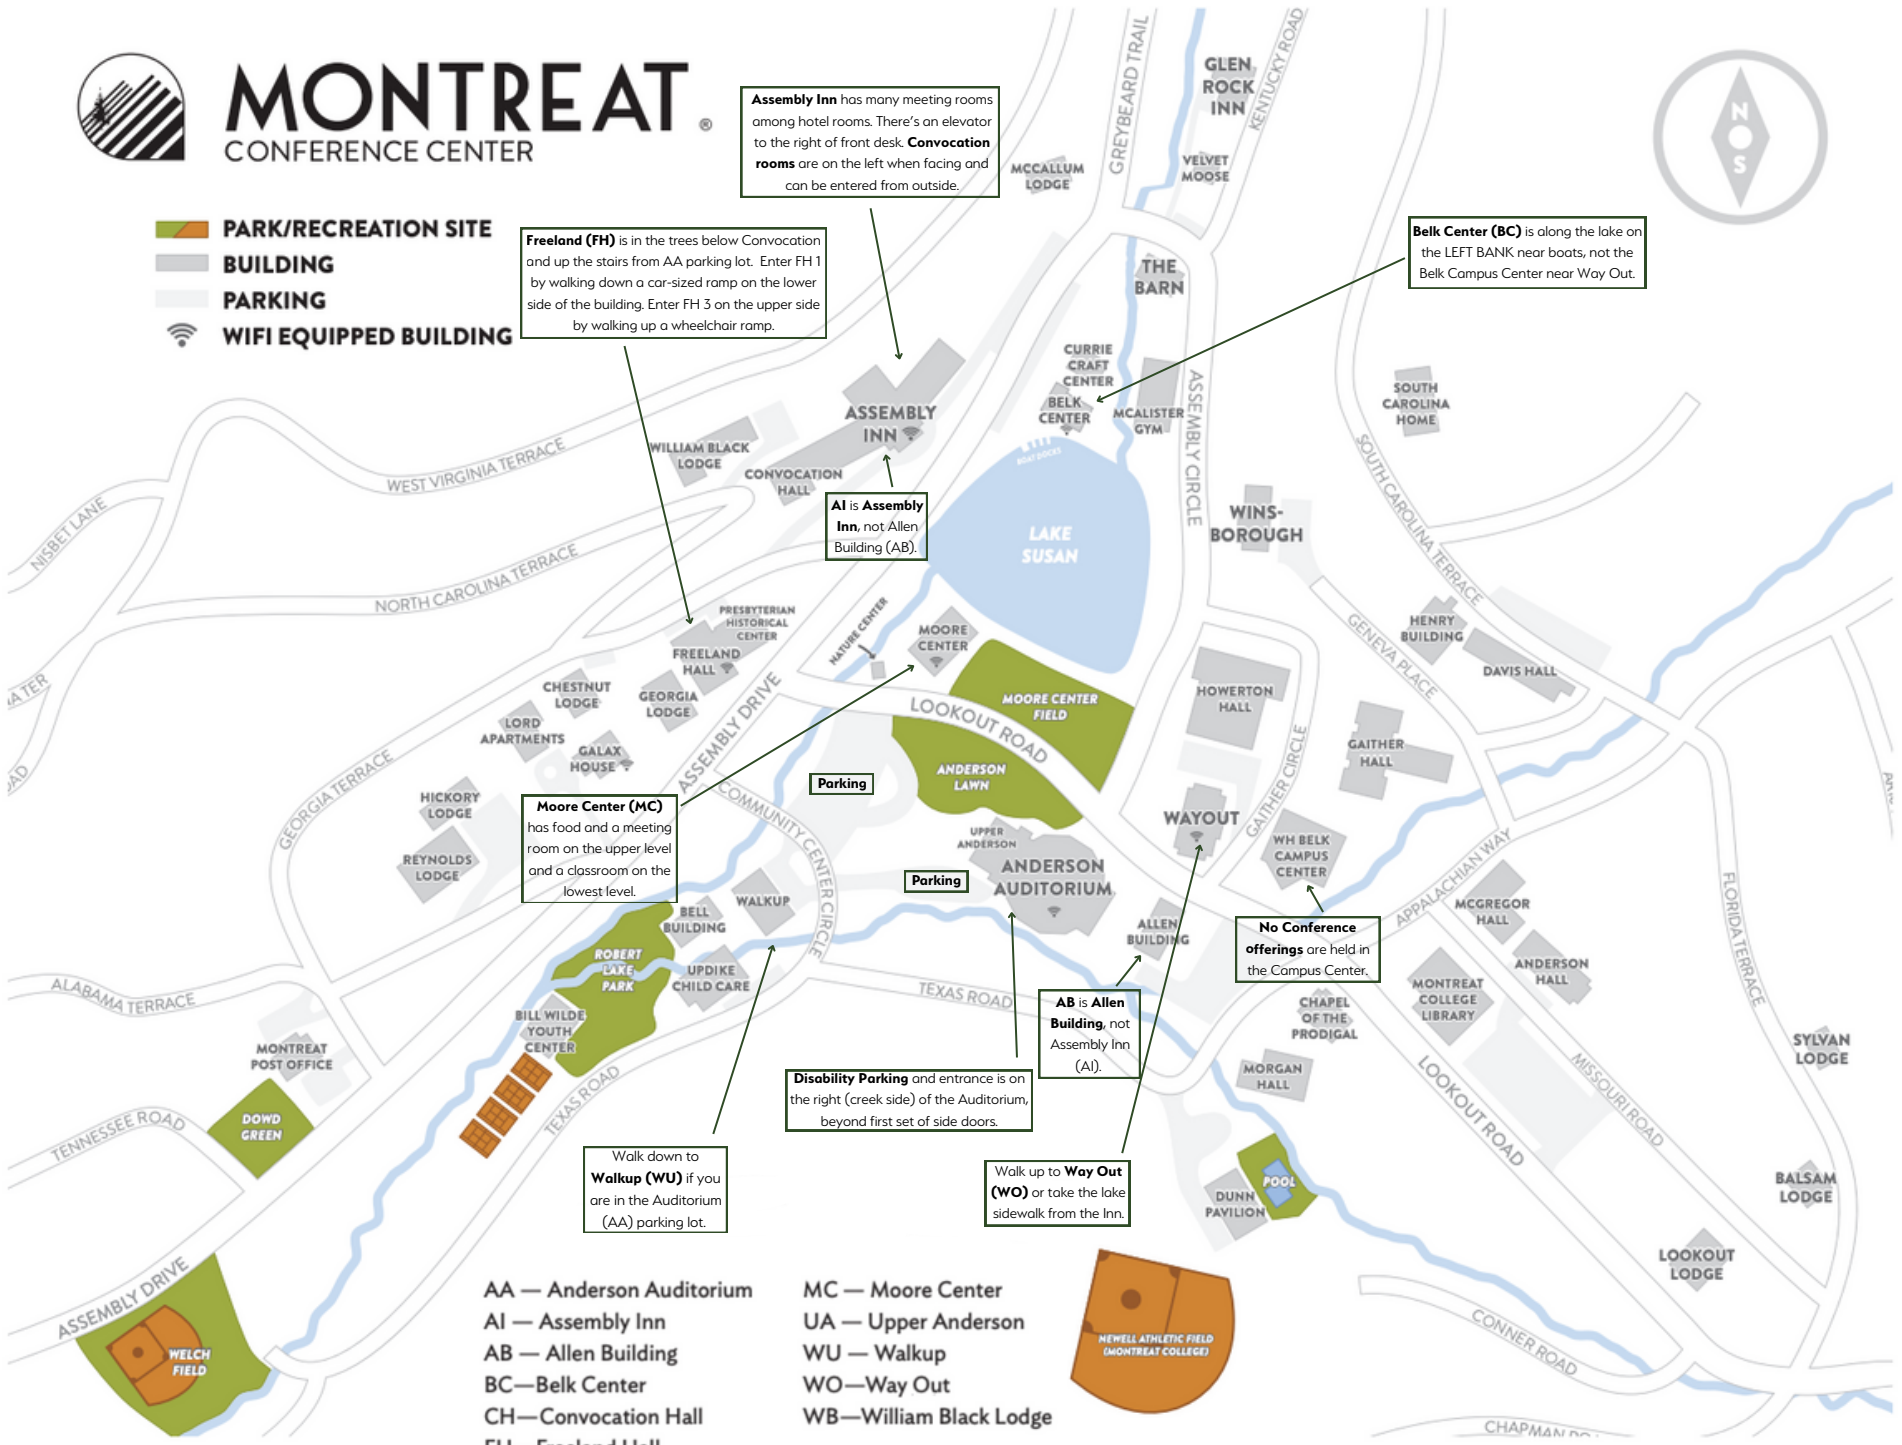 MONTREAT ®
CONFERENCE CENTER
PARK/RECREATION SITE
BUILDING
PARKING
WIFI EQUIPPED BUILDING
Assembly Inn has many meeting rooms
among hotel rooms. There's an elevator
to the right of front desk. Convocation
rooms are on the left when facing and
can be entered from outside.
Freeland (FH) is in the trees below Convocation
and up the stairs from AA parking lot. Enter FH 1
by walking down a car-sized ramp on the lower
side of the building. Enter FH 3 on the upper side
by walking up a wheelchair ramp.
Belk Center (BC) is along the lake on
the LEFT BANK near boats, not the
Belk Campus Center near Way Out.
N
S
GREYBEARD TRAIL
KENTUCKY ROAD
GLEN
ROCK
INN
MCCALLUM
LODGE
VELVET
MOOSE
THE
BARN
CURRIE
CRAFT
CENTER
BELK
CENTER
MCALISTER
GYM
ASSEMBLY CIRCLE
SOUTH
CAROLINA
HOME
SOUTH CAROLINA TERRACE
ASSEMBLY
INN
WILLIAM BLACK
LODGE
CONVOCATION
HALL
WEST VIRGINIA TERRACE
NISBET LANE
NORTH CAROLINA TERRACE
AI is Assembly
Inn, not Allen
Building (AB).
BOAT DOCKS
LAKE
SUSAN
WINS-
BOROUGH
HENRY
BUILDING
DAVIS HALL
GENEVA PLACE
PRESBYTERIAN
HISTORICAL
CENTER
FREELAND
HALL
NATURE CENTER
MOORE
CENTER
MOORE CENTER
FIELD
HOWERTON
HALL
GAITHER
HALL
GAITHER CIRCLE
CHESTNUT
LODGE
GEORGIA
LODGE
LORD
APARTMENTS
GALAX
HOUSE
ATER
OAD
GEORGIA TERRACE
ASSEMBLY DRIVE
LOOKOUT ROAD
ANDERSON
LAWN
Parking
HICKORY
LODGE
REYNOLDS
LODGE
Moore Center (MC)
has food and a meeting
room on the upper level
and a classroom on the
lowest level.
COMMUNITY CENTER CIRCLE
UPPER
ANDERSON
ANDERSON
AUDITORIUM
Parking
WAYOUT
WH BELK
CAMPUS
CENTER
APPALACHIAN WAY
FLORIDA TERRACE
MCGREGOR
HALL
WALKUP
BELL
BUILDING
ALLEN
BUILDING
No Conference
offerings are held in
the Campus Center.
ROBERT
LAKE
PARK
UPDIKE
CHILD CARE
ANDERSON
HALL
MONTREAT
COLLEGE
LIBRARY
ALABAMA TERRACE
TEXAS ROAD
AB is Allen
Building, not
Assembly Inn
(AI).
CHAPEL
OF THE
PRODIGAL
BILL WILDE
YOUTH
CENTER
MONTREAT
POST OFFICE
SYLVAN
LODGE
MORGAN
HALL
LOOKOUT ROAD
MISSOURI ROAD
TEXAS ROAD
Disability Parking and entrance is on
the right (creek side) of the Auditorium,
beyond first set of side doors.
DOWD
GREEN
TENNESSEE ROAD
Walk down to
Walkup (WU) if you
are in the Auditorium
(AA) parking lot.
Walk up to Way Out
(WO) or take the lake
sidewalk from the Inn.
DUNN
PAVILION
POOL
BALSAM
LODGE
LOOKOUT
LODGE
ASSEMBLY DRIVE
WELCH
FIELD
NEWELL ATHLETIC FIELD
(MONTREAT COLLEGE)
CONNER ROAD
AA — Anderson Auditorium
AI — Assembly Inn
AB — Allen Building
BC—Belk Center
CH—Convocation Hall
FH—Freeland Hall
MC — Moore Center
UA — Upper Anderson
WU — Walkup
WO—Way Out
WB—William Black Lodge
CHAPMAN